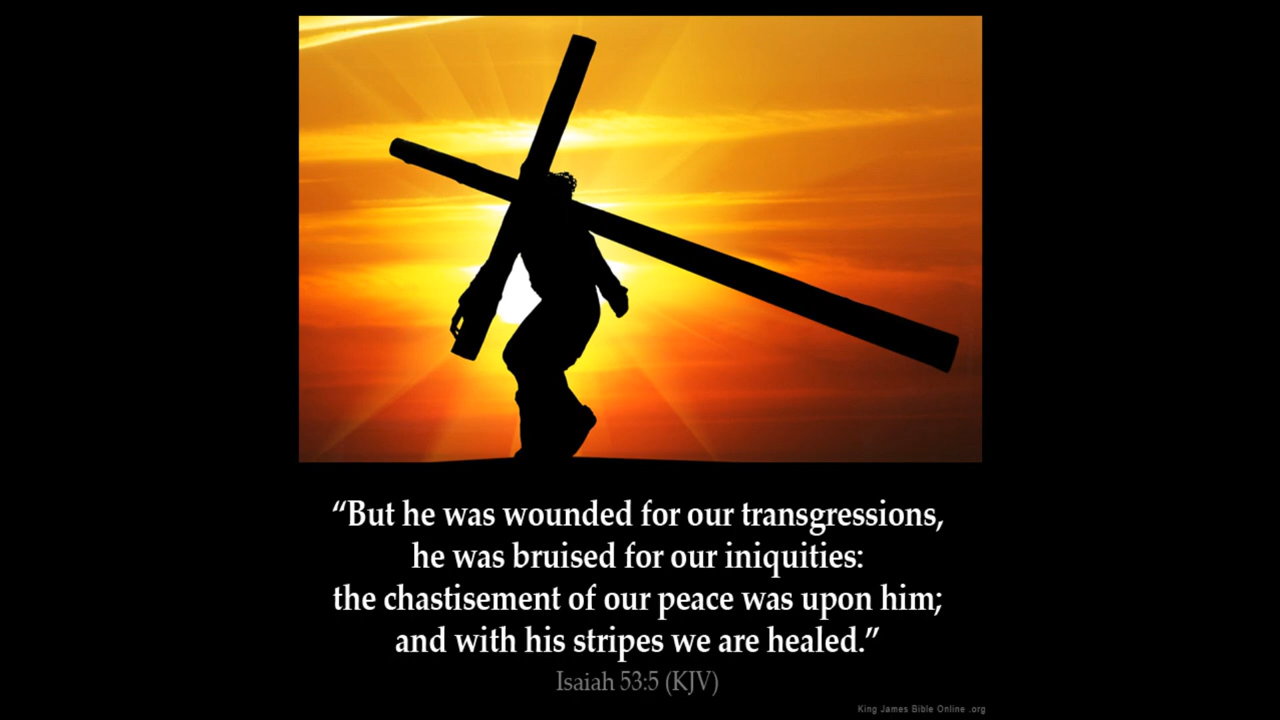 “But he was wounded for our transgressions,
he was bruised for our iniquities:
the chastisement of our peace was upon him;
and with his stripes we are healed.”
Isaiah 53:5 (KJV)
King James Bible Online .org